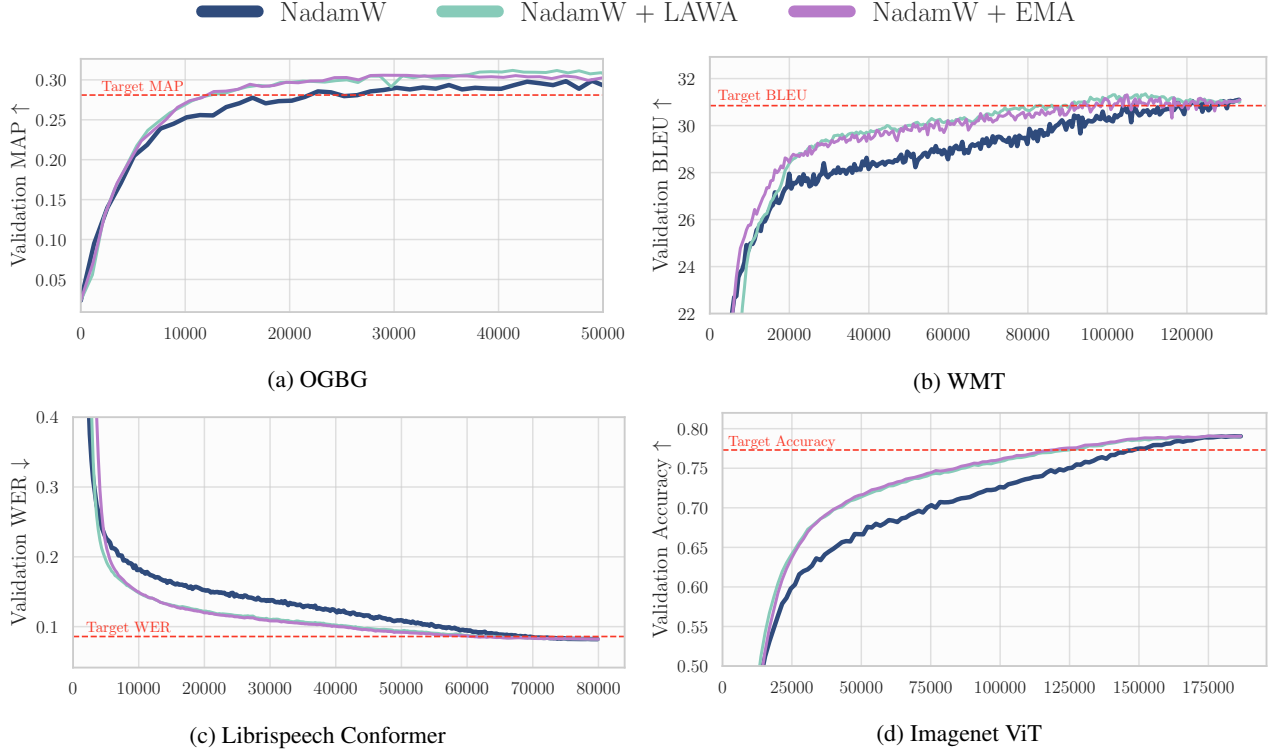 NadamW NadamW + LAWA NadamW + EMA
Validation MAP ↑
0.30
0.25
0.20
0.15
0.10
0.05
Target MAP
0 10000 20000 30000 40000 50000
(a) OGBG
Validation BLEU ↑
32
30
28
26
24
22
Target BLEU
0 20000 40000 60000 80000 100000 120000
(b) WMT
Validation WER ↓
0.4
0.3
0.2
0.1
Target WER
0 10000 20000 30000 40000 50000 60000 70000 80000
(c) Librispeech Conformer
Validation Accuracy ↑
0.80
0.75
0.70
0.65
0.60
0.55
0.50
Target Accuracy
0 25000 50000 75000 100000 125000 150000 175000
(d) Imagenet ViT